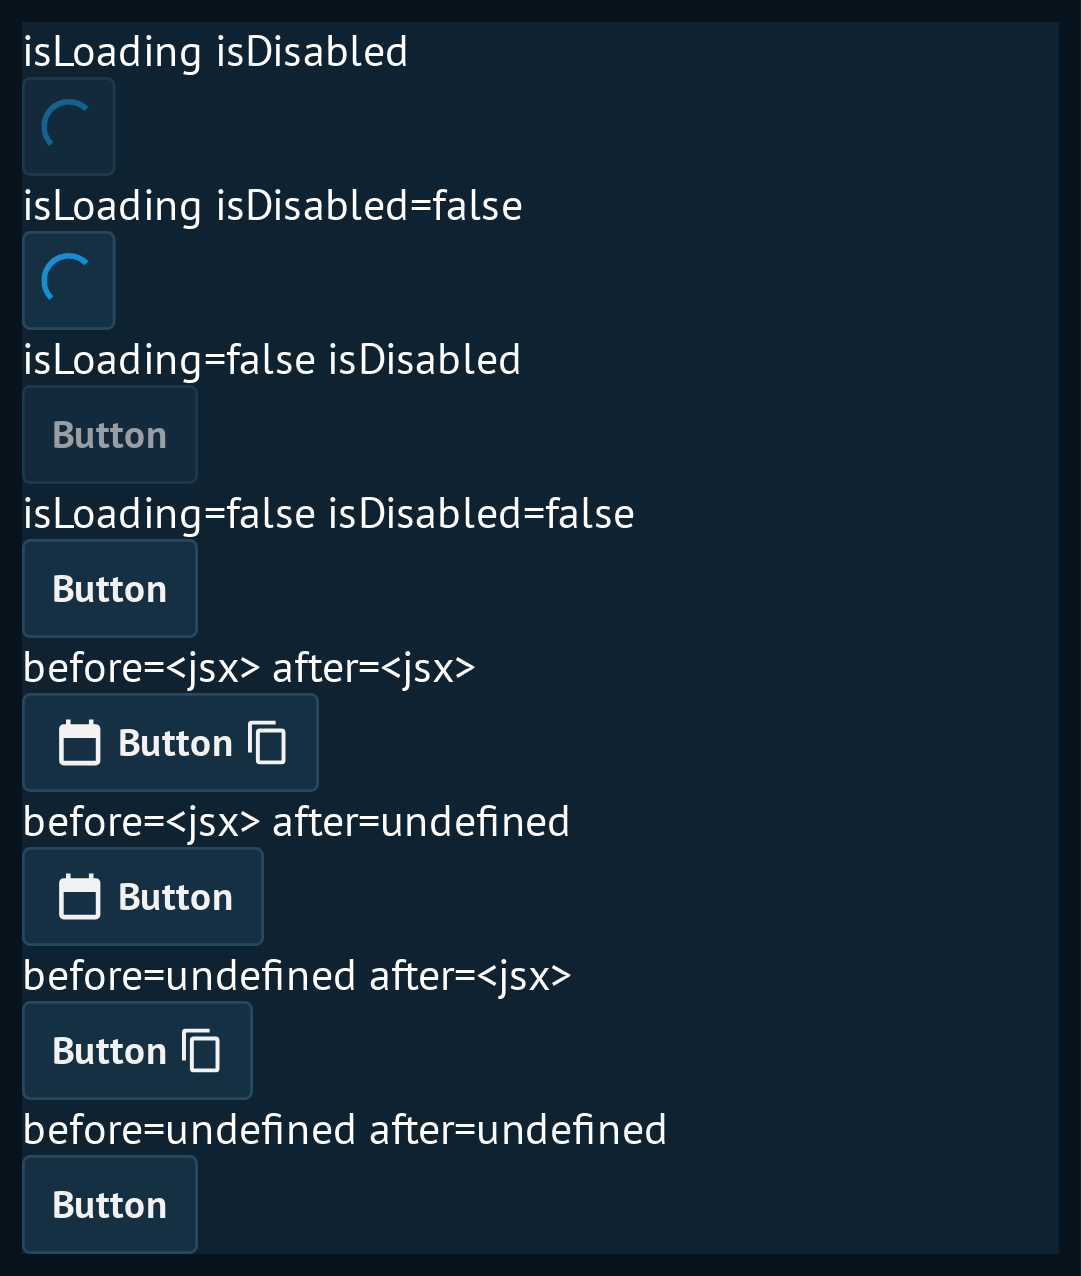 isLoading isDisabled
isLoading isDisabled=false
isLoading=false isDisabled
Button
isLoading=false isDisabled=false
Button
before=<jsx> after=<jsx>
Button
before=<jsx> after=undefined
Button
before=undefined after=<jsx>
Button
before=undefined after=undefined
Button